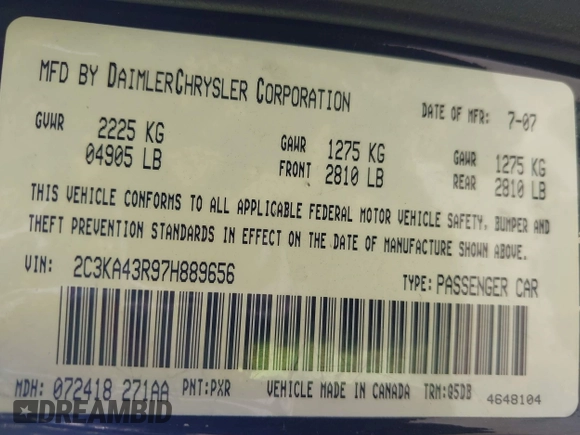 MFD BY DAIMLERCHRYSLER CORPORATION DATE OF MFR: 7-07
GVWR 2225 KG GAWR 1275 KG GAWR 1275 KG
04905 LB FRONT 2810 LB REAR 2810 LB
THIS VEHICLE CONFORMS TO ALL APPLICABLE FEDERAL MOTOR VEHICLE SAFETY, BUMPER AND
THEFT PREVENTION STANDARDS IN EFFECT ON THE DATE OF MANUFACTURE SHOWN ABOVE.
VIN: 2C3KA43R97H889656 TYPE: PASSENGER CAR
MDH: 072418 271AA PNT:PXR VEHICLE MADE IN CANADA TRM:Q5DB 4648104
DREAMBID